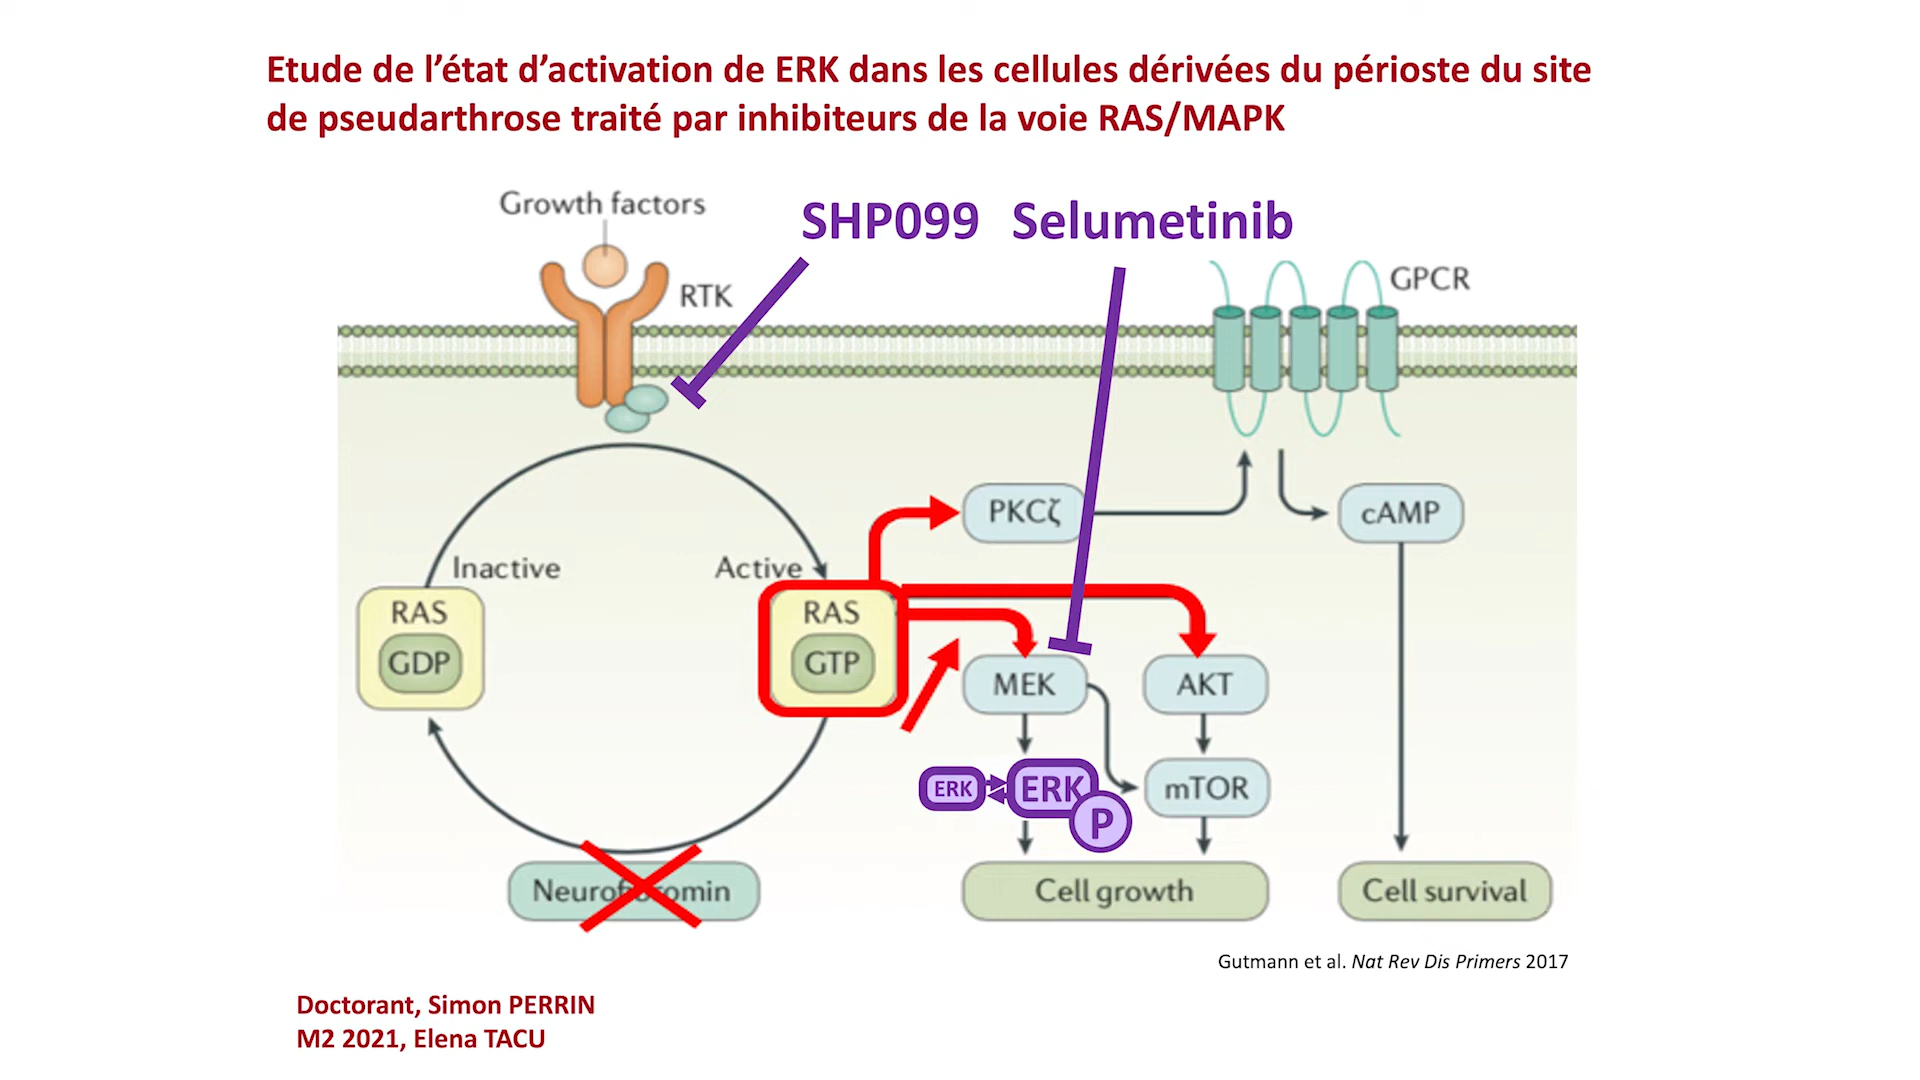 Etude de l’état d’activation de ERK dans les cellules dérivées du périoste du site
de pseudarthrose traité par inhibiteurs de la voie RAS/MAPK
Growth factors
SHP099 Selumetinib
RTK
GPCR
PKCζ
cAMP
Inactive
Active
RAS
GDP
RAS
GTP
MEK
AKT
ERK
ERK
P
mTOR
Neurofibromin
Cell growth
Cell survival
Gutmann et al. Nat Rev Dis Primers 2017
Doctorant, Simon PERRIN
M2 2021, Elena TACU